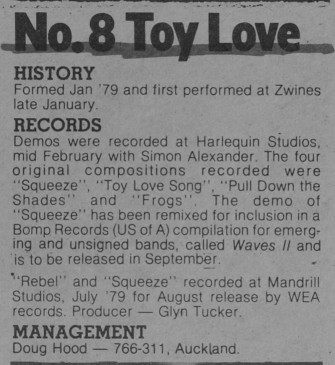 No. 8 Toy Love
HISTORY
Formed Jan '79 and first performed at Zwines
late January.
RECORDS
Demos were recorded at Harlequin Studios,
mid February with Simon Alexander. The four
original compositions recorded were
"Squeeze", "Toy Love Song", "Pull Down the
Shades" and "Frogs". The demo of
"Squeeze" has been remixed for inclusion in a
Bomp Records (US of A) compilation for emerg-
ing and unsigned bands, called Waves II and
is to be released in September.
"Rebel" and "Squeeze" recorded at Mandrill
Studios, July '79 for August release by WEA
records. Producer — Glyn Tucker.
MANAGEMENT
Doug Hood — 766-311, Auckland.